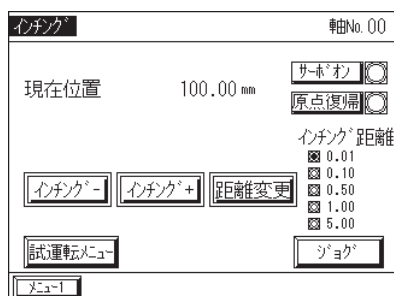 インチング 軸No. 00
現在位置 100.00 mm
サーボオン
原点復帰
インチング距離
0.01
0.10
0.50
1.00
5.00
インチング- インチング+ 距離変更
試運転メニュー ジョグ
メニュー1